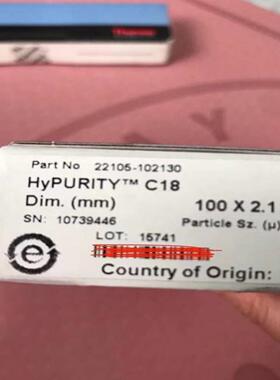 Thermo
Part No 22105-102130
HyPURITY™ C18
Dim. (mm) 100 X 2.1
SN: 10739446 Particle Sz. (µ)
LOT: 15741
Country of Origin: